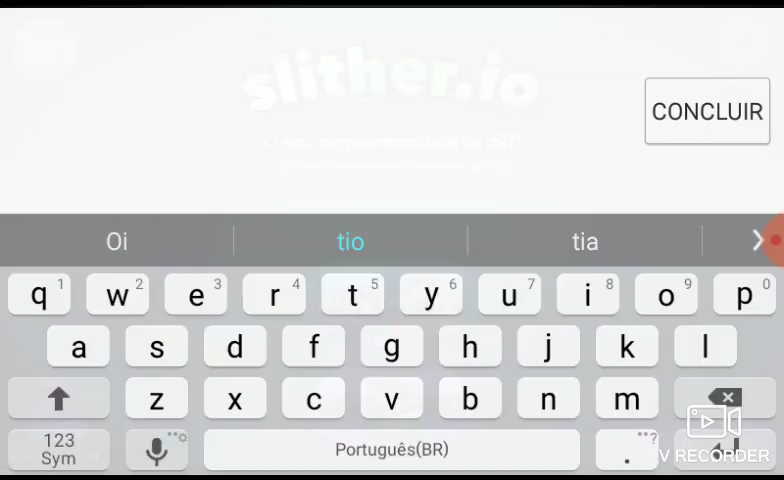 slither.io
CONCLUIR
Oi tio tia
q 1 w 2 e 3 r 4 t 5 y 6 u 7 i 8 o 9 p 0
a s d f g h j k l
z x c v b n m
123 Português(BR) . ?
Sym
V RECORDER